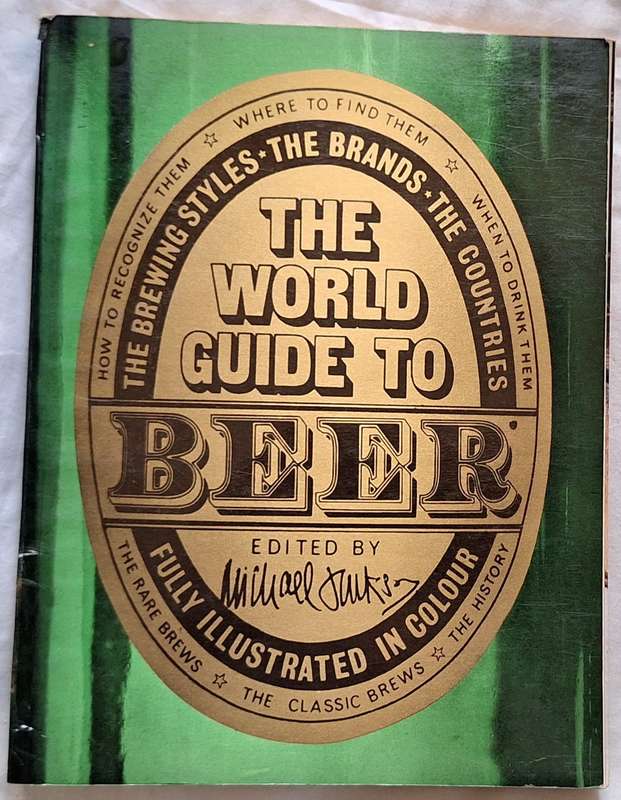 HOW TO RECOGNIZE THEM ☆ WHERE TO FIND THEM ☆ WHEN TO DRINK THEM
THE BREWING STYLES ★ THE BRANDS ★ THE COUNTRIES
THE
WORLD
GUIDE TO
BEER
EDITED BY
Michael Jackson
FULLY ILLUSTRATED IN COLOUR
THE RARE BREWS ☆ THE CLASSIC BREWS ☆ THE HISTORY